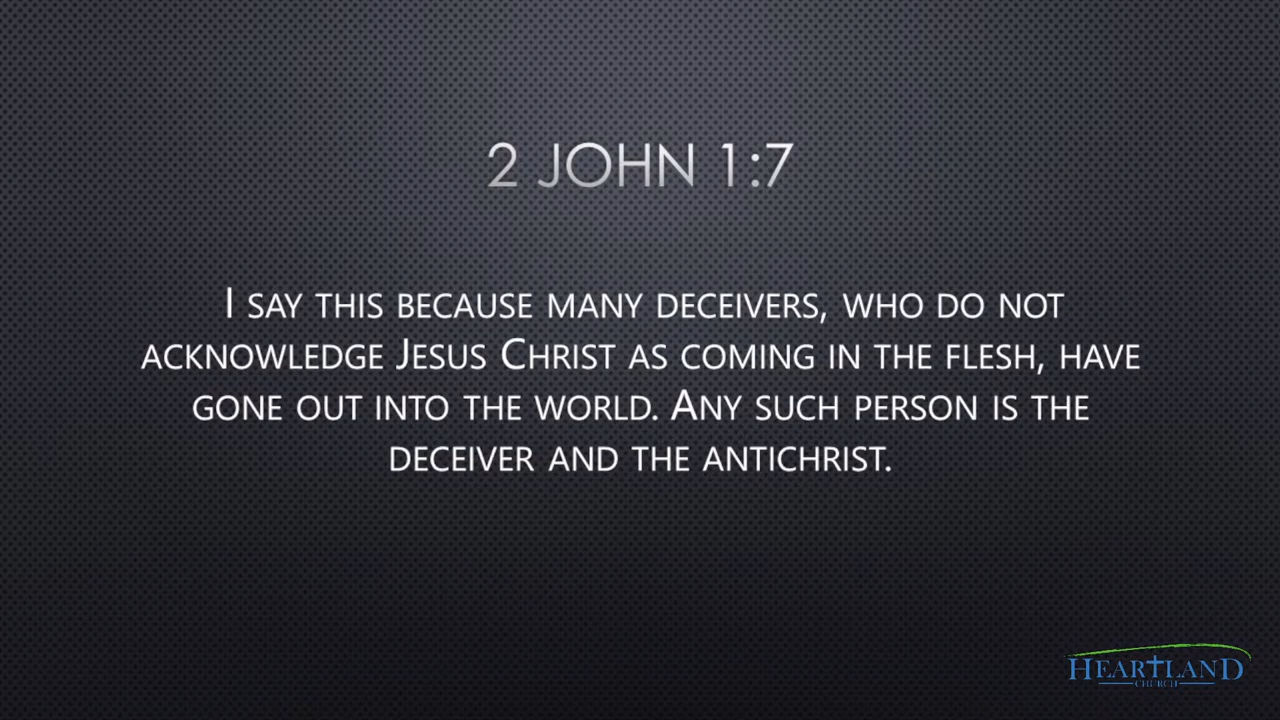 2 JOHN 1:7
I SAY THIS BECAUSE MANY DECEIVERS, WHO DO NOT
ACKNOWLEDGE JESUS CHRIST AS COMING IN THE FLESH, HAVE
GONE OUT INTO THE WORLD. ANY SUCH PERSON IS THE
DECEIVER AND THE ANTICHRIST.
HEARTLAND
CHURCH